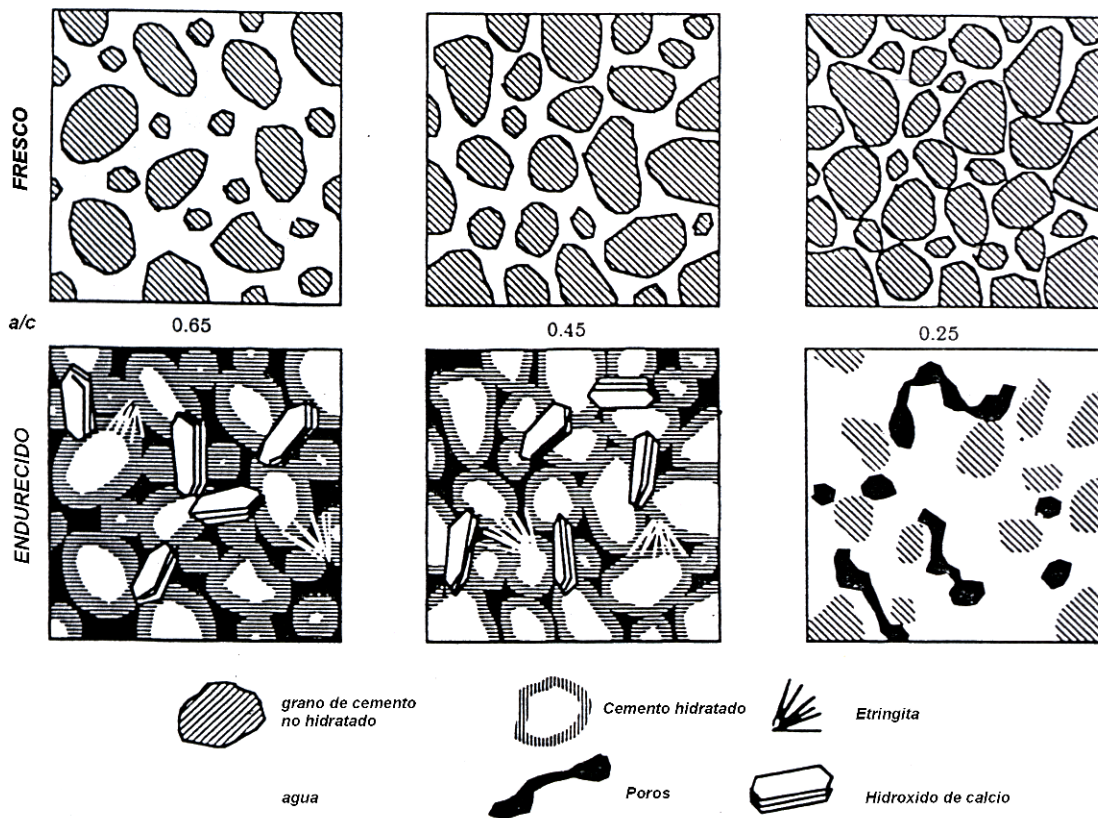 FRESCO
a/c 0.65 0.45 0.25
ENDURECIDO
grano de cemento
no hidratado
Cemento hidratado
Etringita
agua
Poros
Hidroxido de calcio